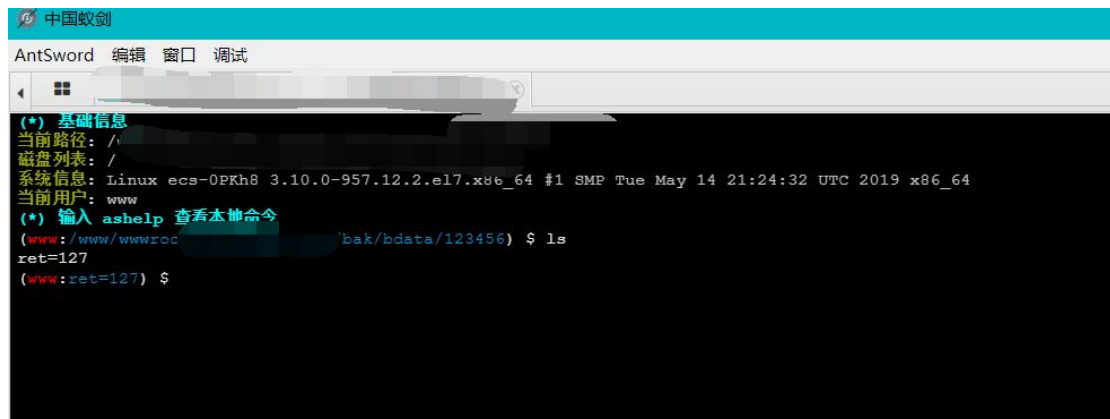 中国蚁剑
AntSword 编辑 窗口 调试
(*) 基础信息
当前路径: /
磁盘列表: /
系统信息: Linux ecs-0PKh8 3.10.0-957.12.2.el7.x86_64 #1 SMP Tue May 14 21:24:32 UTC 2019 x86_64
当前用户: www
(*) 输入 ashelp 查看本地命令
(www:/www/wwwroo /bak/bdata/123456) $ ls
ret=127
(www:ret=127) $